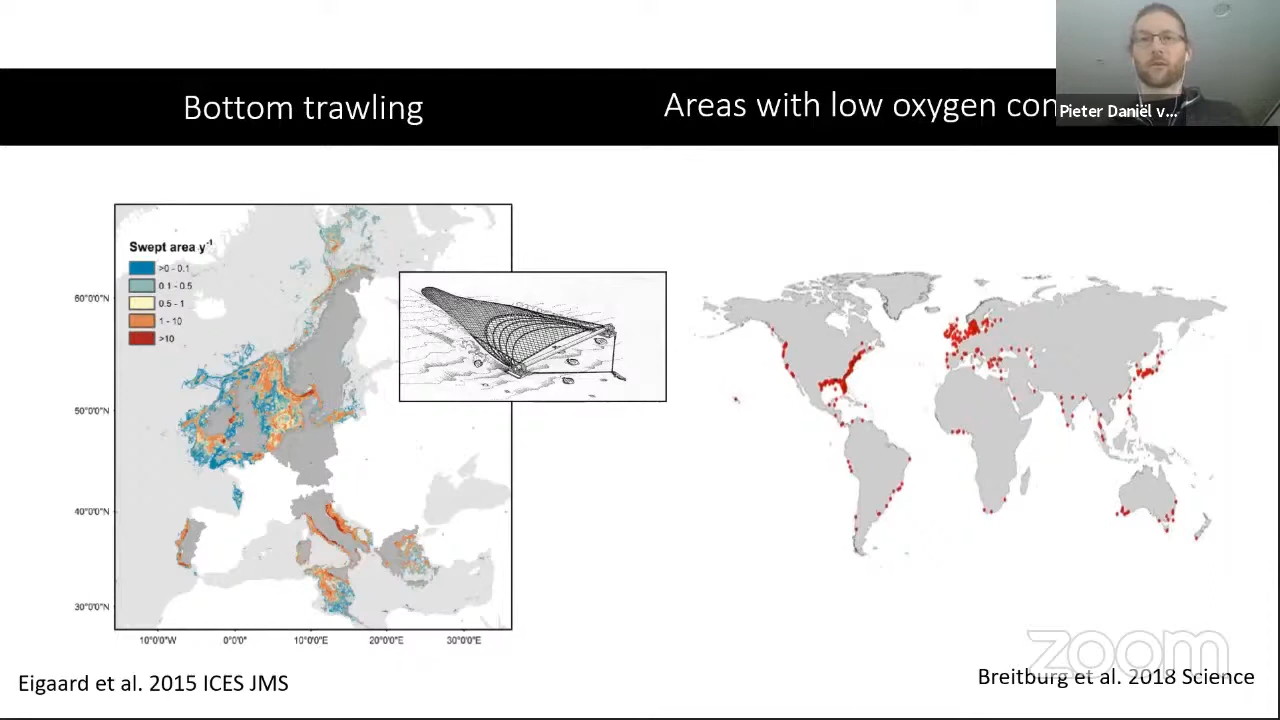 Bottom trawling
Areas with low oxygen con
Pieter Daniël v...
Swept area y-1
>0 - 0.1
0.1 - 0.5
0.5 - 1
1 - 10
>10
60°0'0"N
50°0'0"N
40°0'0"N
30°0'0"N
10°0'0"W
0°0'0"
10°0'0"E
20°0'0"E
30°0'0"E
zoom
Eigaard et al. 2015 ICES JMS
Breitburg et al. 2018 Science